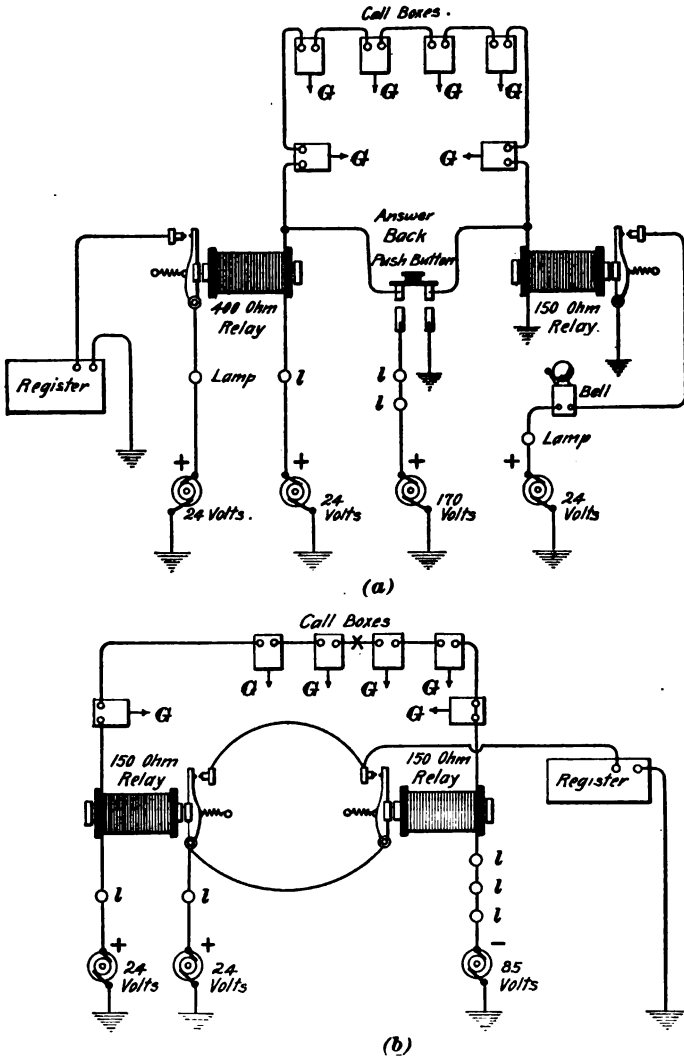 Call Boxes.
G
G
G
G
G
G
Answer
Back
Push Button
400 Ohm
Relay
150 Ohm
Relay.
Register
Lamp
l
l
l
Bell
Lamp
+
24 Volts.
+
24
Volts
+
170
Volts
+
24
Volts
(a)
Call Boxes
X
G
G
G
G
G
G
150 Ohm
Relay
150 Ohm
Relay
Register
l
l
l
l
l
+
24
Volts
+
24
Volts
−
85
Volts
(b)